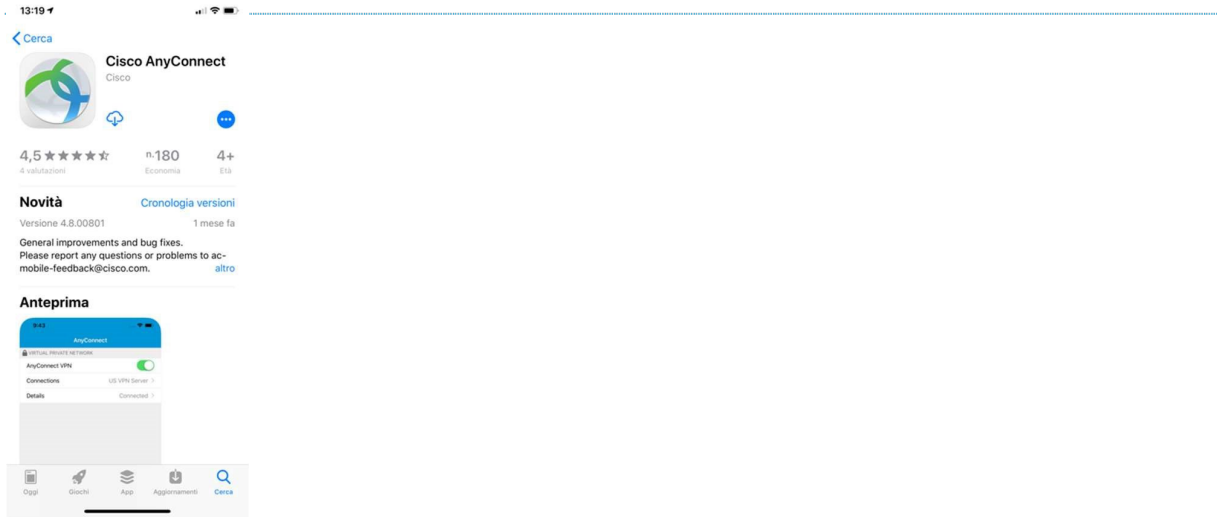 13:19
Cerca
Cisco AnyConnect
Cisco
4,5
n.180
4+
4 valutazioni
Economia
Età
Novità
Cronologia versioni
Versione 4.8.00801
1 mese fa
General improvements and bug fixes.
Please report any questions or problems to ac-
mobile-feedback@cisco.com.
altro
Anteprima
9:43
AnyConnect
VIRTUAL PRIVATE NETWORK
AnyConnect VPN
Connections
US VPN Server
Details
Connected
Oggi
Giochi
App
Aggiornamenti
Cerca